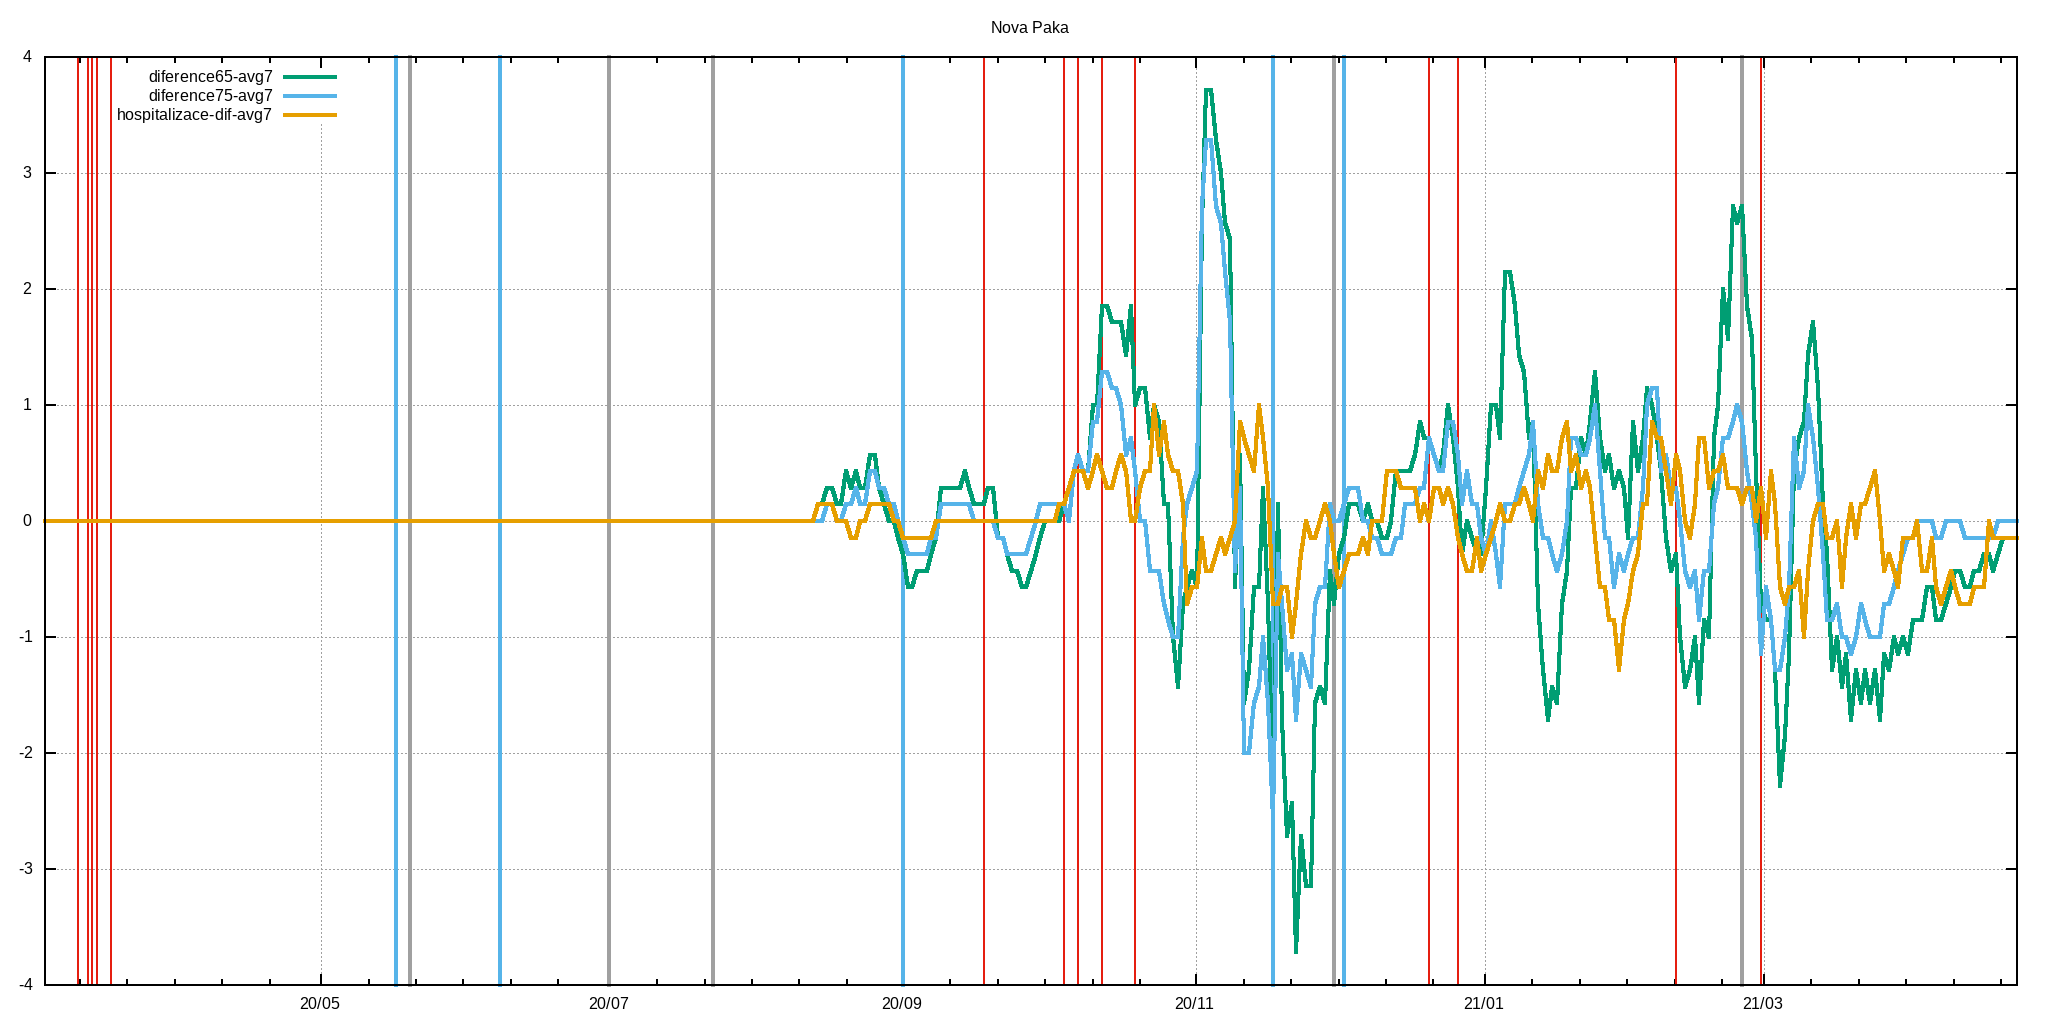 Nova Paka
diference65-avg7
diference75-avg7
hospitalizace-dif-avg7
4
3
2
1
0
-1
-2
-3
-4
20/05 20/07 20/09 20/11 21/01 21/03